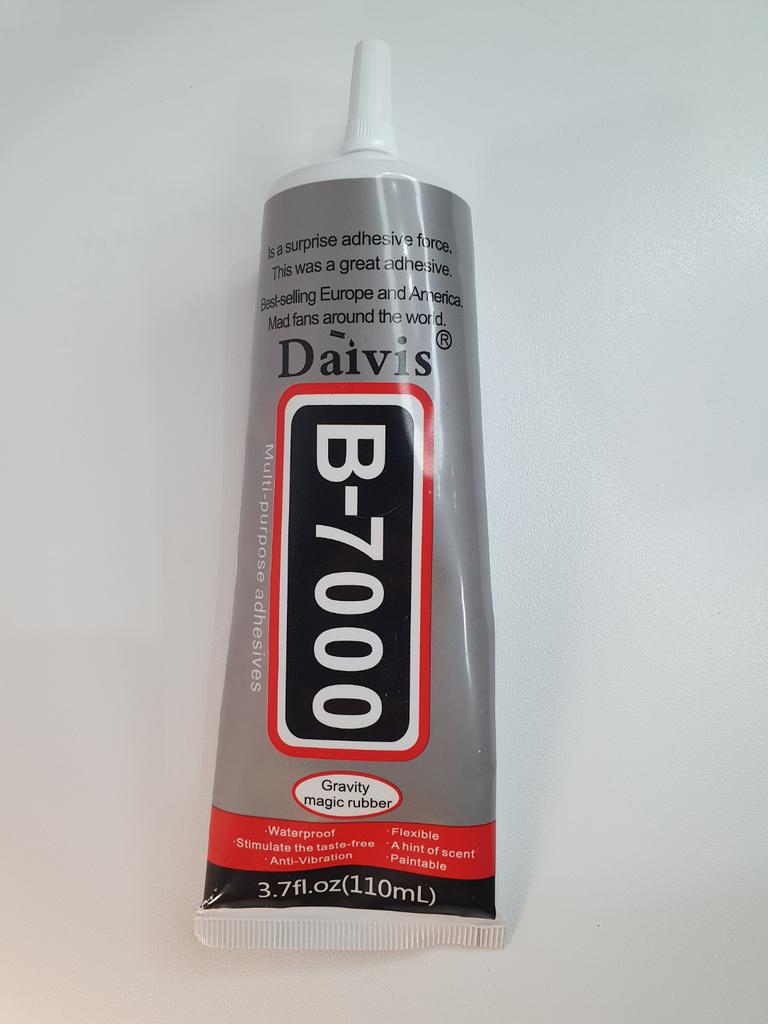 Is a surprise adhesive force.
This was a great adhesive.
Best-selling Europe and America.
Mad fans around the world.
Daivis®
B-7000
Multi-purpose adhesives
Gravity
magic rubber
·Waterproof
·Stimulate the taste-free
·Anti-Vibration
·Flexible
·A hint of scent
·Paintable
3.7fl.oz(110mL)